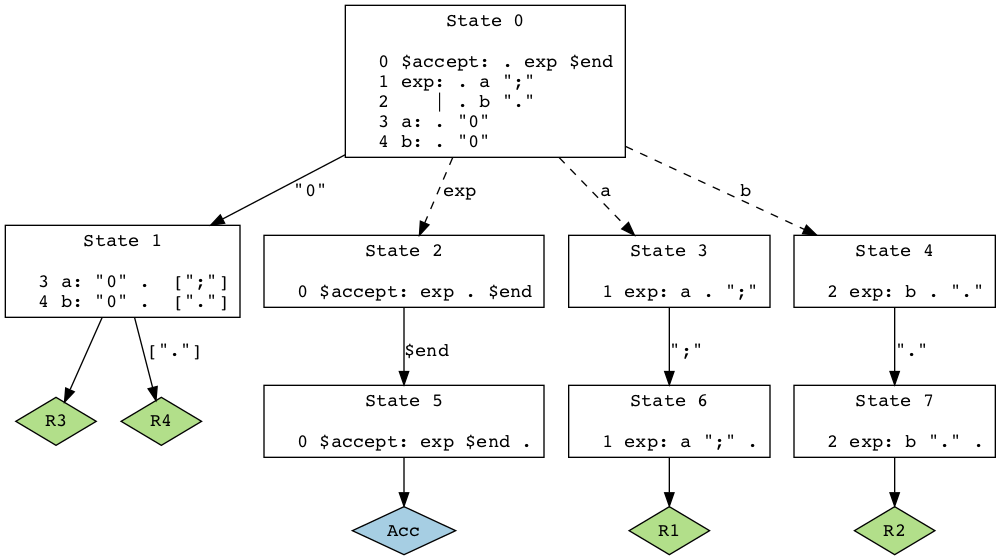 State 0
0 $accept: . exp $end
1 exp: . a ";"
2    | . b "."
3 a: . "0"
4 b: . "0"
"0"
exp
a
b
State 1
3 a: "0" .  [";"]
4 b: "0" .  ["."]
State 2
0 $accept: exp . $end
State 3
1 exp: a . ";"
State 4
2 exp: b . "."
["."]
$end
";"
"."
R3
R4
State 5
0 $accept: exp $end .
State 6
1 exp: a ";" .
State 7
2 exp: b "." .
Acc
R1
R2